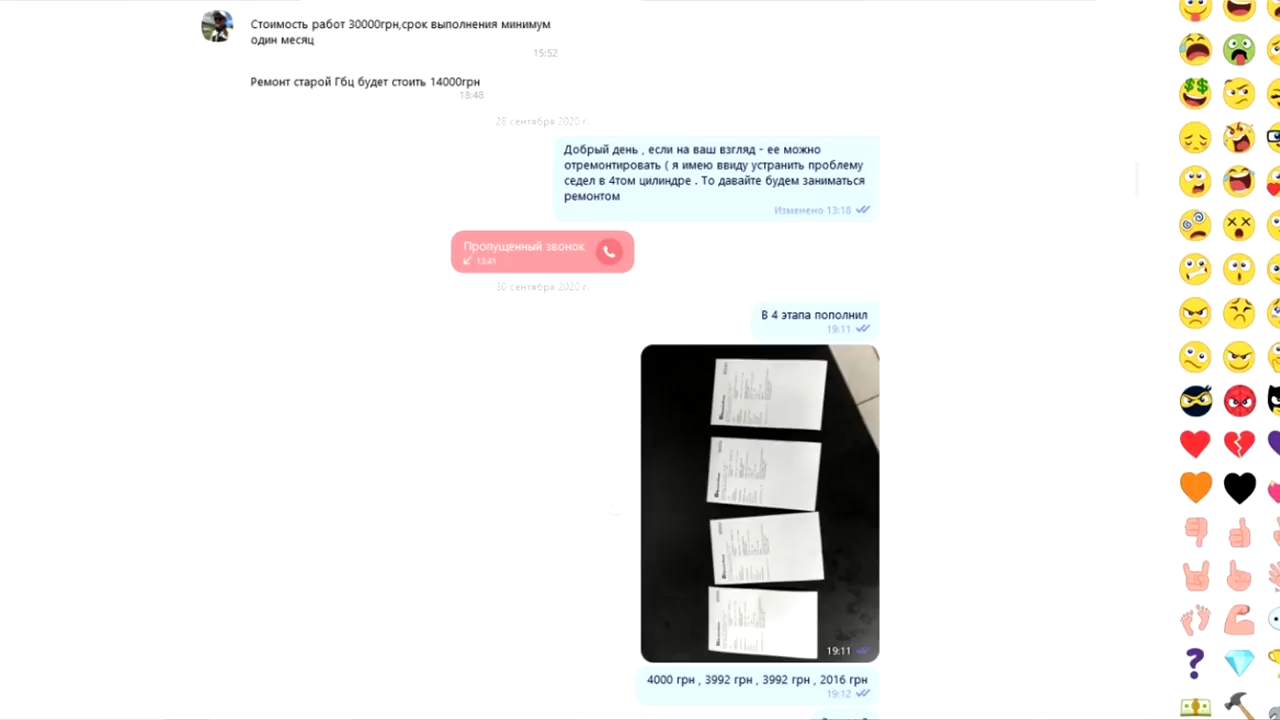 Стоимость работ 30000грн,срок выполнения минимум
один месяц
15:52
Ремонт старой Гбц будет стоить 14000грн
18:48
28 сентября 2020 г.
Добрый день , если на ваш взгляд - ее можно
отремонтировать ( я имею ввиду устранить проблему
седел в 4том цилиндре . То давайте будем заниматься
ремонтом
Изменено 13:18
Пропущенный звонок
13:41
30 сентября 2020 г.
В 4 этапа пополнил
19:11
19:11
4000 грн , 3992 грн , 3992 грн , 2016 грн
19:12